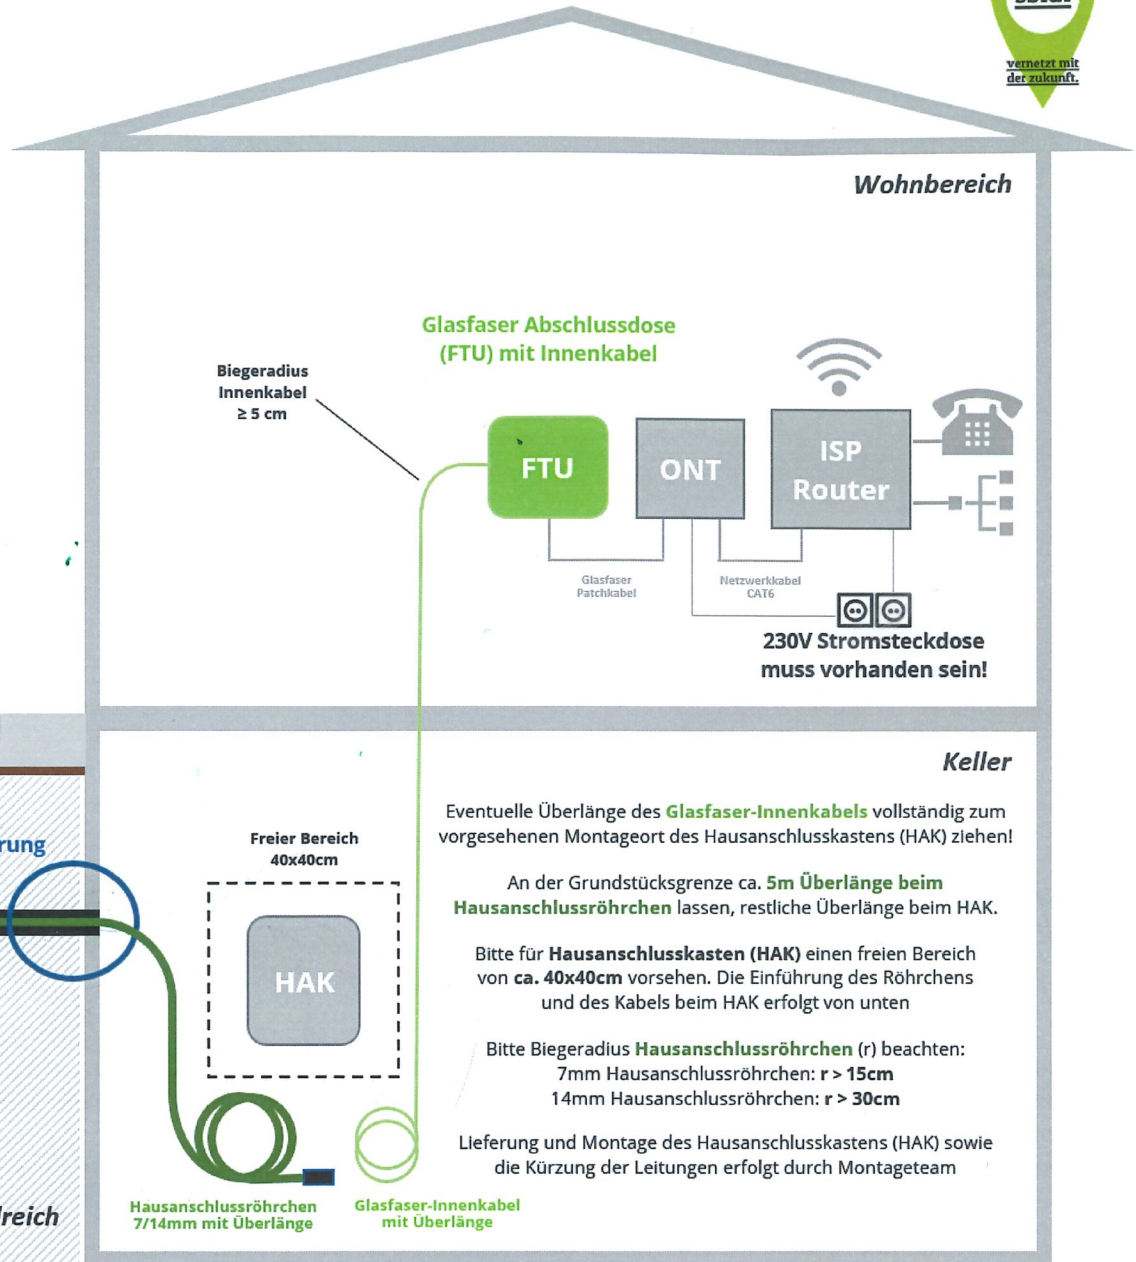 vernetzt mit
der zukunft.
Wohnbereich
Glasfaser Abschlussdose
(FTU) mit Innenkabel
Biegeradius
Innenkabel
≥ 5 cm
FTU
ONT
ISP
Router
Glasfaser
Patchkabel
Netzwerkkabel
CAT6
230V Stromsteckdose
muss vorhanden sein!
Keller
Eventuelle Überlänge des Glasfaser-Innenkabels vollständig zum
vorgesehenen Montageort des Hausanschlusskastens (HAK) ziehen!
An der Grundstücksgrenze ca. 5m Überlänge beim
Hausanschlussröhrchen lassen, restliche Überlänge beim HAK.
Bitte für Hausanschlusskasten (HAK) einen freien Bereich
von ca. 40x40cm vorsehen. Die Einführung des Röhrchens
und des Kabels beim HAK erfolgt von unten
Bitte Biegeradius Hausanschlussröhrchen (r) beachten:
7mm Hausanschlussröhrchen: r > 15cm
14mm Hausanschlussröhrchen: r > 30cm
Lieferung und Montage des Hausanschlusskastens (HAK) sowie
die Kürzung der Leitungen erfolgt durch Montageteam
Freier Bereich
40x40cm
HAK
rung
Hausanschlussröhrchen
7/14mm mit Überlänge
Glasfaser-Innenkabel
mit Überlänge
reich